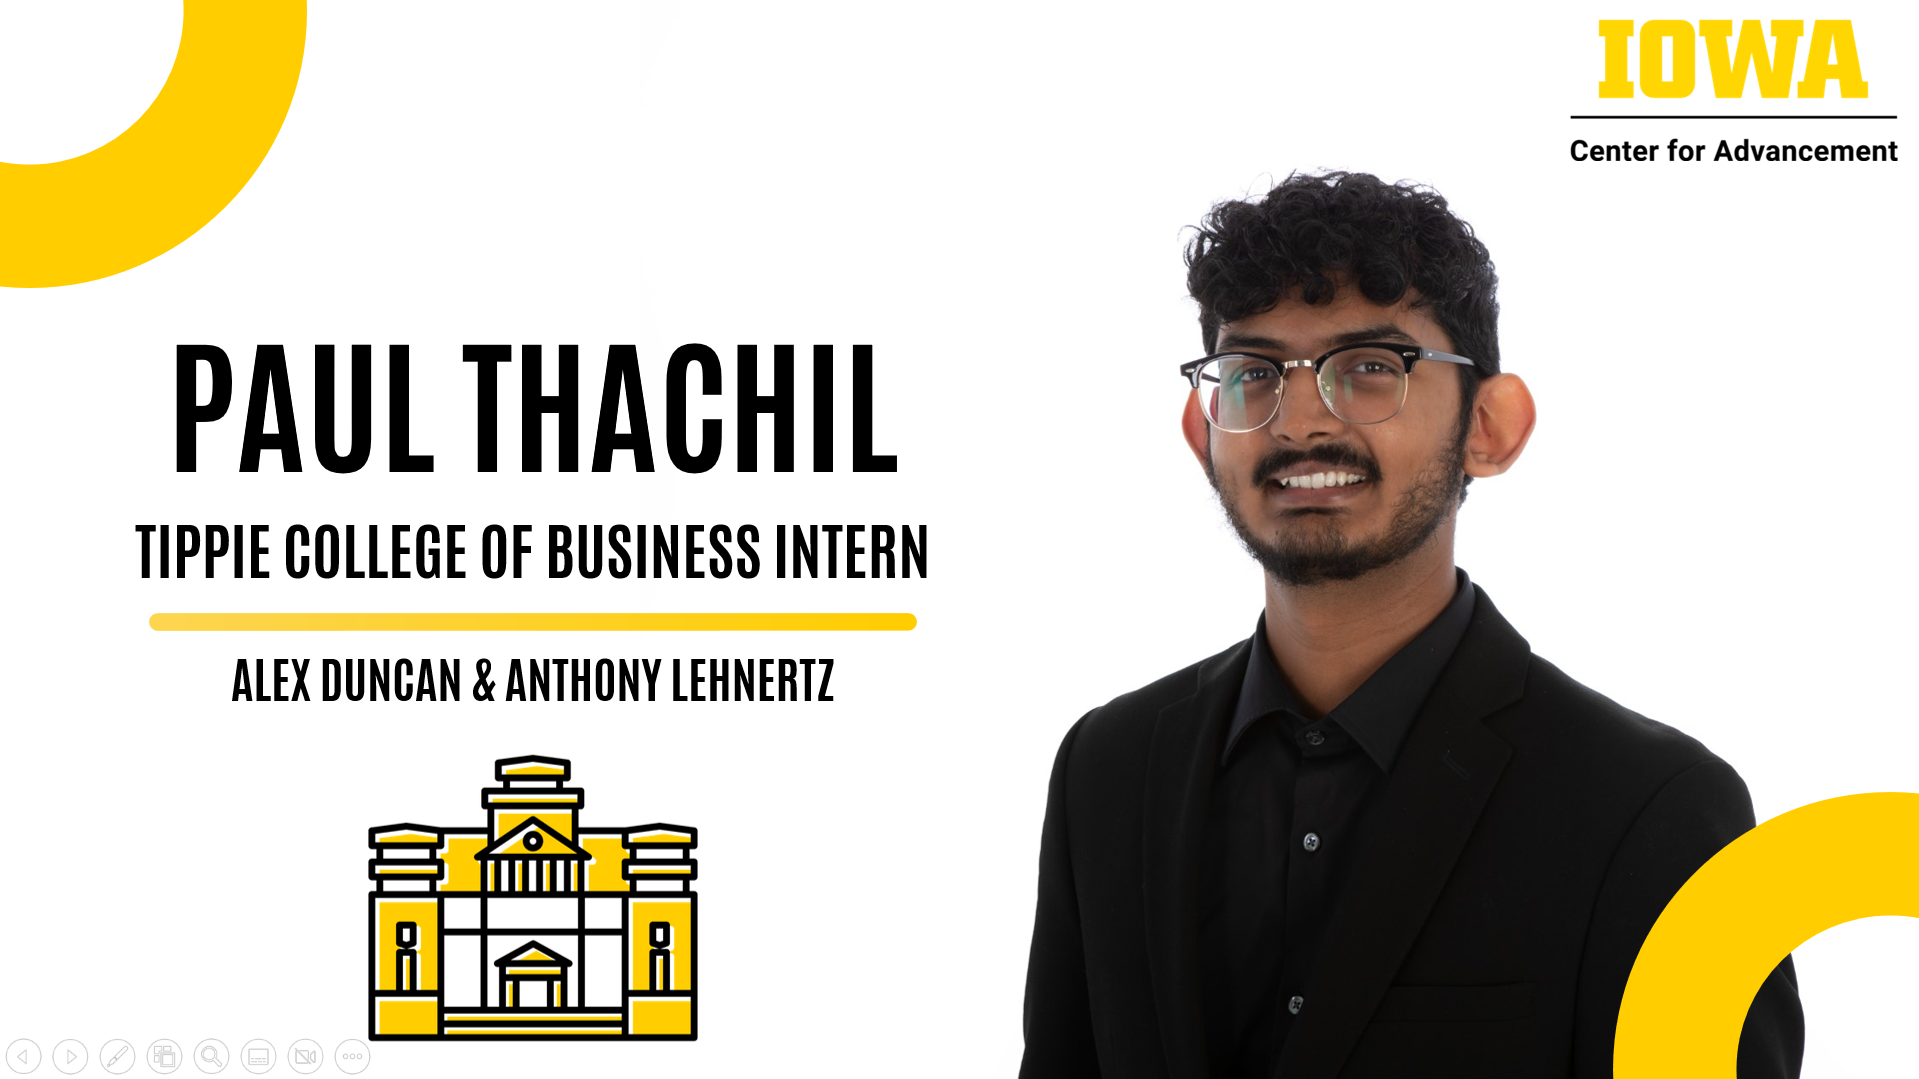 IOWA
Center for Advancement
PAUL THACHIL
TIPPIE COLLEGE OF BUSINESS INTERN
ALEX DUNCAN & ANTHONY LEHNERTZ